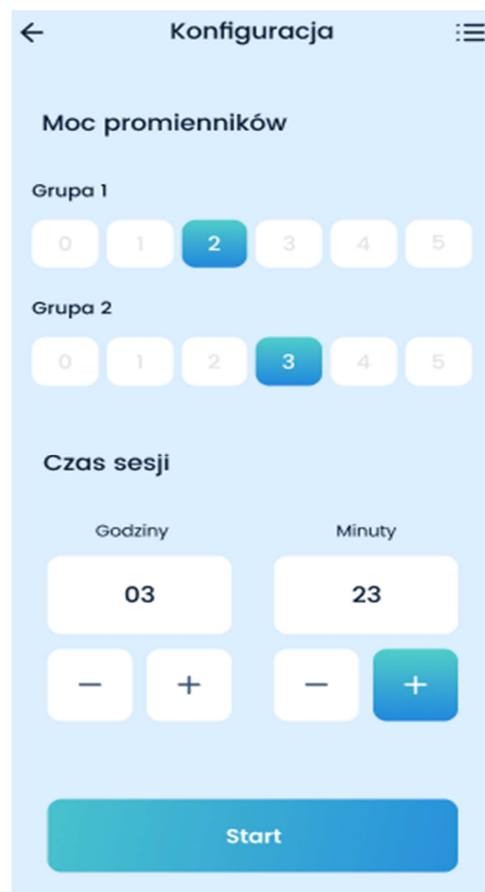 Konfiguracja
Moc promienników
Grupa 1
0 1 2 3 4 5
Grupa 2
0 1 2 3 4 5
Czas sesji
Godziny Minuty
03 23
− + − +
Start